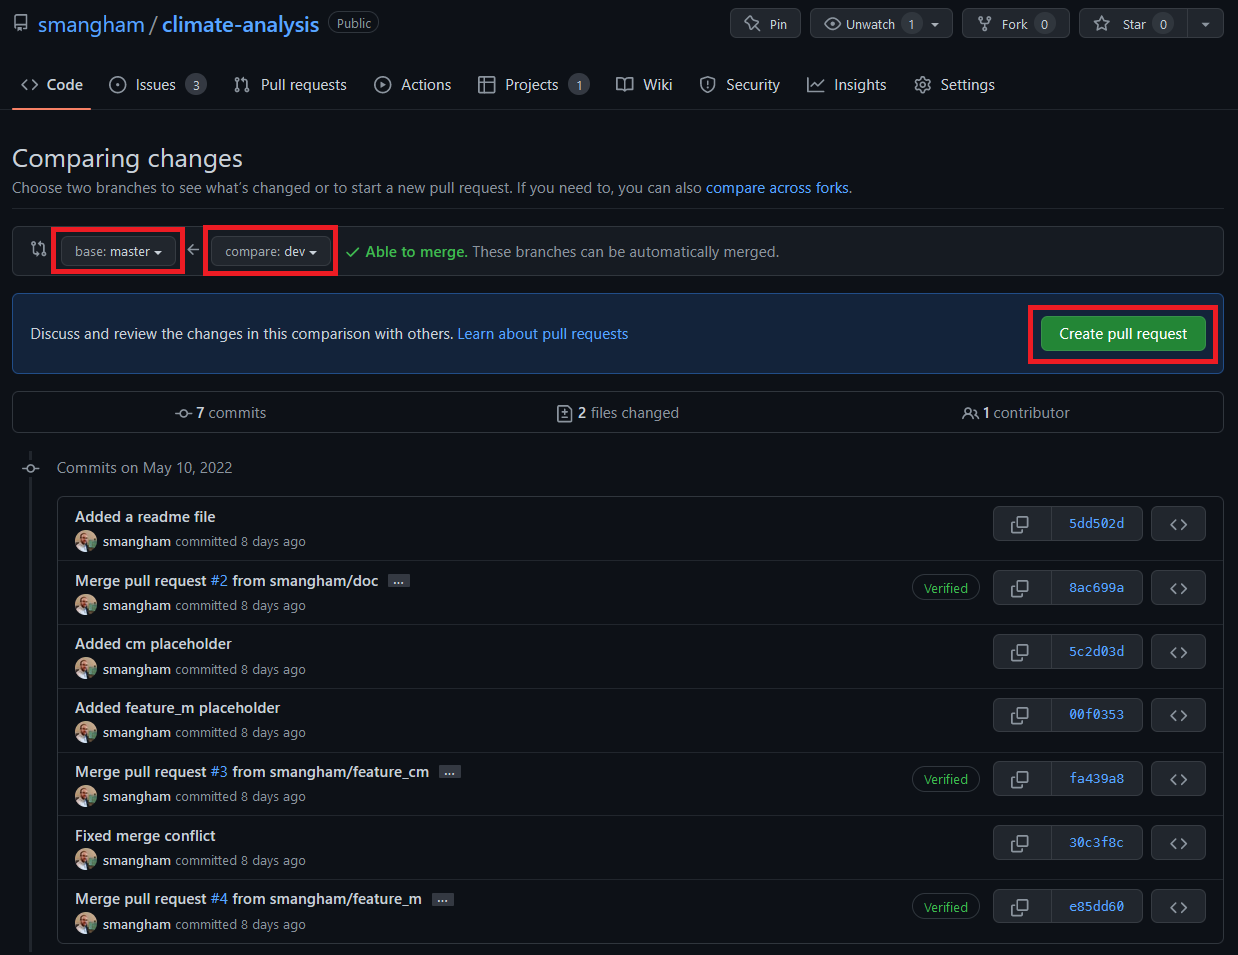 smangham / climate-analysis Public Pin Unwatch 1 Fork 0 Star 0
Code Issues 3 Pull requests Actions Projects 1 Wiki Security Insights Settings
Comparing changes
Choose two branches to see what's changed or to start a new pull request. If you need to, you can also compare across forks.
base: master compare: dev Able to merge. These branches can be automatically merged.
Discuss and review the changes in this comparison with others. Learn about pull requests Create pull request
7 commits 2 files changed 1 contributor
Commits on May 10, 2022
Added a readme file
smangham committed 8 days ago 5dd502d
Merge pull request #2 from smangham/doc ...
smangham committed 8 days ago Verified 8ac699a
Added cm placeholder
smangham committed 8 days ago 5c2d03d
Added feature_m placeholder
smangham committed 8 days ago 00f0353
Merge pull request #3 from smangham/feature_cm ...
smangham committed 8 days ago Verified fa439a8
Fixed merge conflict
smangham committed 8 days ago 30c3f8c
Merge pull request #4 from smangham/feature_m ...
smangham committed 8 days ago Verified e85dd60